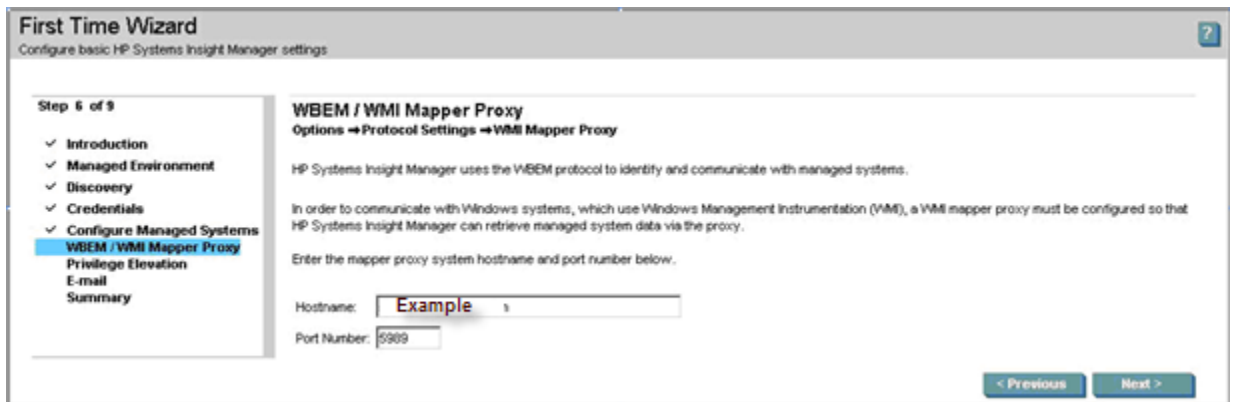 First Time Wizard
Configure basic HP Systems Insight Manager settings
?
Step 6 of 9
✓ Introduction
✓ Managed Environment
✓ Discovery
✓ Credentials
✓ Configure Managed Systems
WBEM / WMI Mapper Proxy
Privilege Elevation
E-mail
Summary
WBEM / WMI Mapper Proxy
Options ➔Protocol Settings ➔WMI Mapper Proxy
HP Systems Insight Manager uses the WBEM protocol to identify and communicate with managed systems.
In order to communicate with Windows systems, which use Windows Management Instrumentation (WMI), a WMI mapper proxy must be configured so that
HP Systems Insight Manager can retrieve managed system data via the proxy.
Enter the mapper proxy system hostname and port number below.
Hostname: Example
Port Number: 5989
< Previous Next >